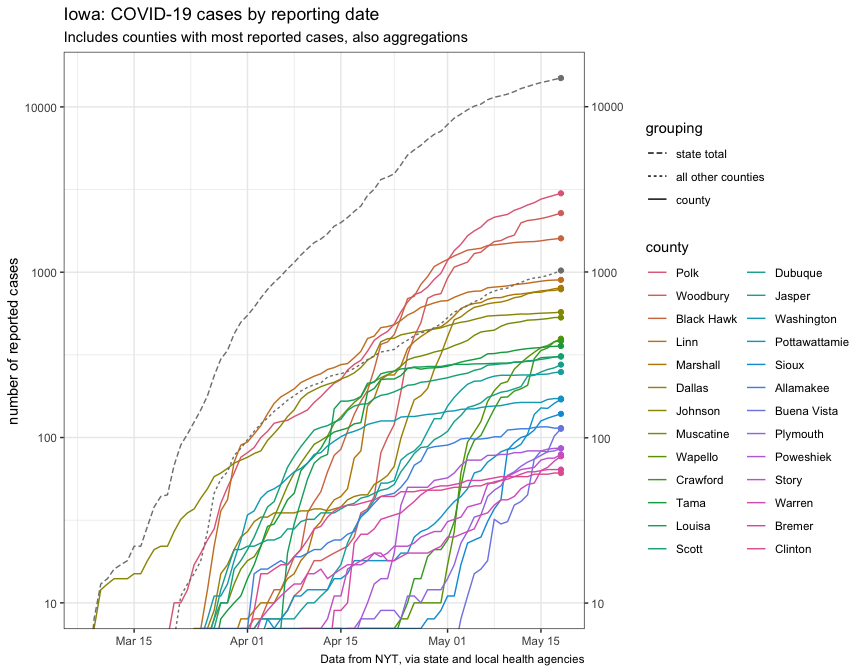 Iowa: COVID-19 cases by reporting date
Includes counties with most reported cases, also aggregations
number of reported cases
10000
1000
100
10
10000
1000
100
10
Mar 15
Apr 01
Apr 15
May 01
May 15
Data from NYT, via state and local health agencies
grouping
state total
all other counties
county
county
Polk
Woodbury
Black Hawk
Linn
Marshall
Dallas
Johnson
Muscatine
Wapello
Crawford
Tama
Louisa
Scott
Dubuque
Jasper
Washington
Pottawattamie
Sioux
Allamakee
Buena Vista
Plymouth
Poweshiek
Story
Warren
Bremer
Clinton